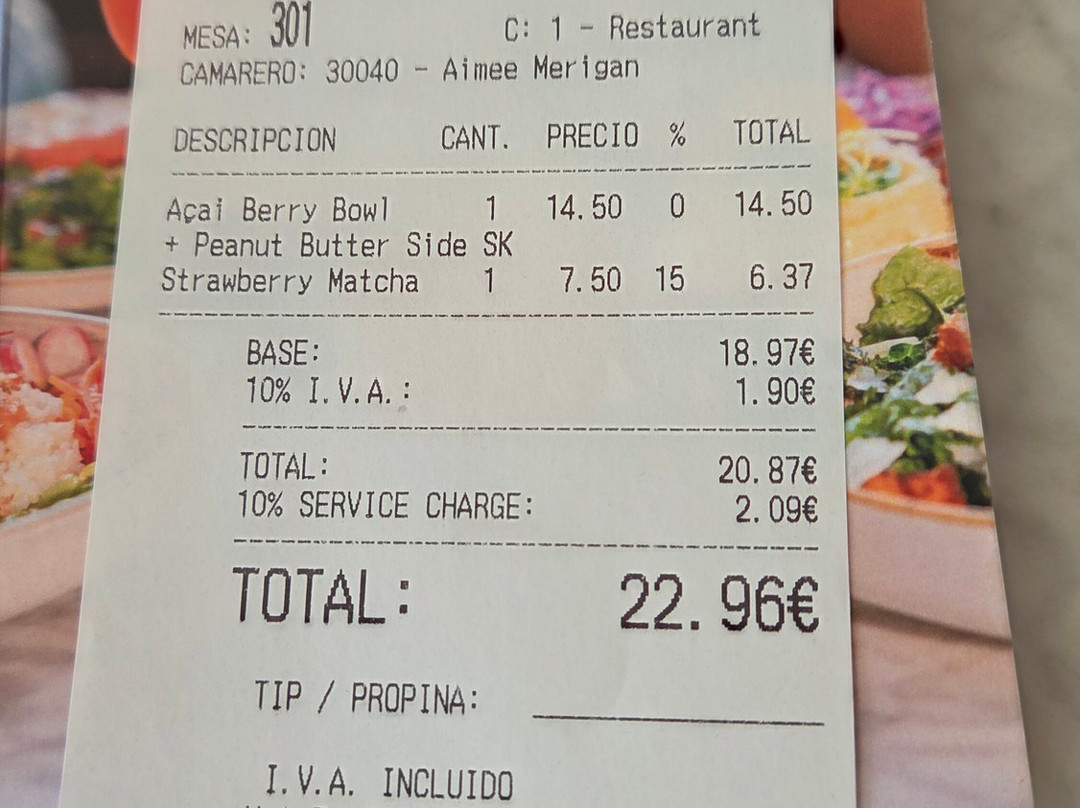 MESA: 301 C: 1 - Restaurant
CAMARERO: 30040 - Aimee Merigan
DESCRIPCION CANT. PRECIO % TOTAL
Açai Berry Bowl 1 14.50 0 14.50
+ Peanut Butter Side SK
Strawberry Matcha 1 7.50 15 6.37
BASE: 18.97€
10% I.V.A.: 1.90€
TOTAL: 20.87€
10% SERVICE CHARGE: 2.09€
TOTAL: 22.96€
TIP / PROPINA:
I.V.A. INCLUIDO